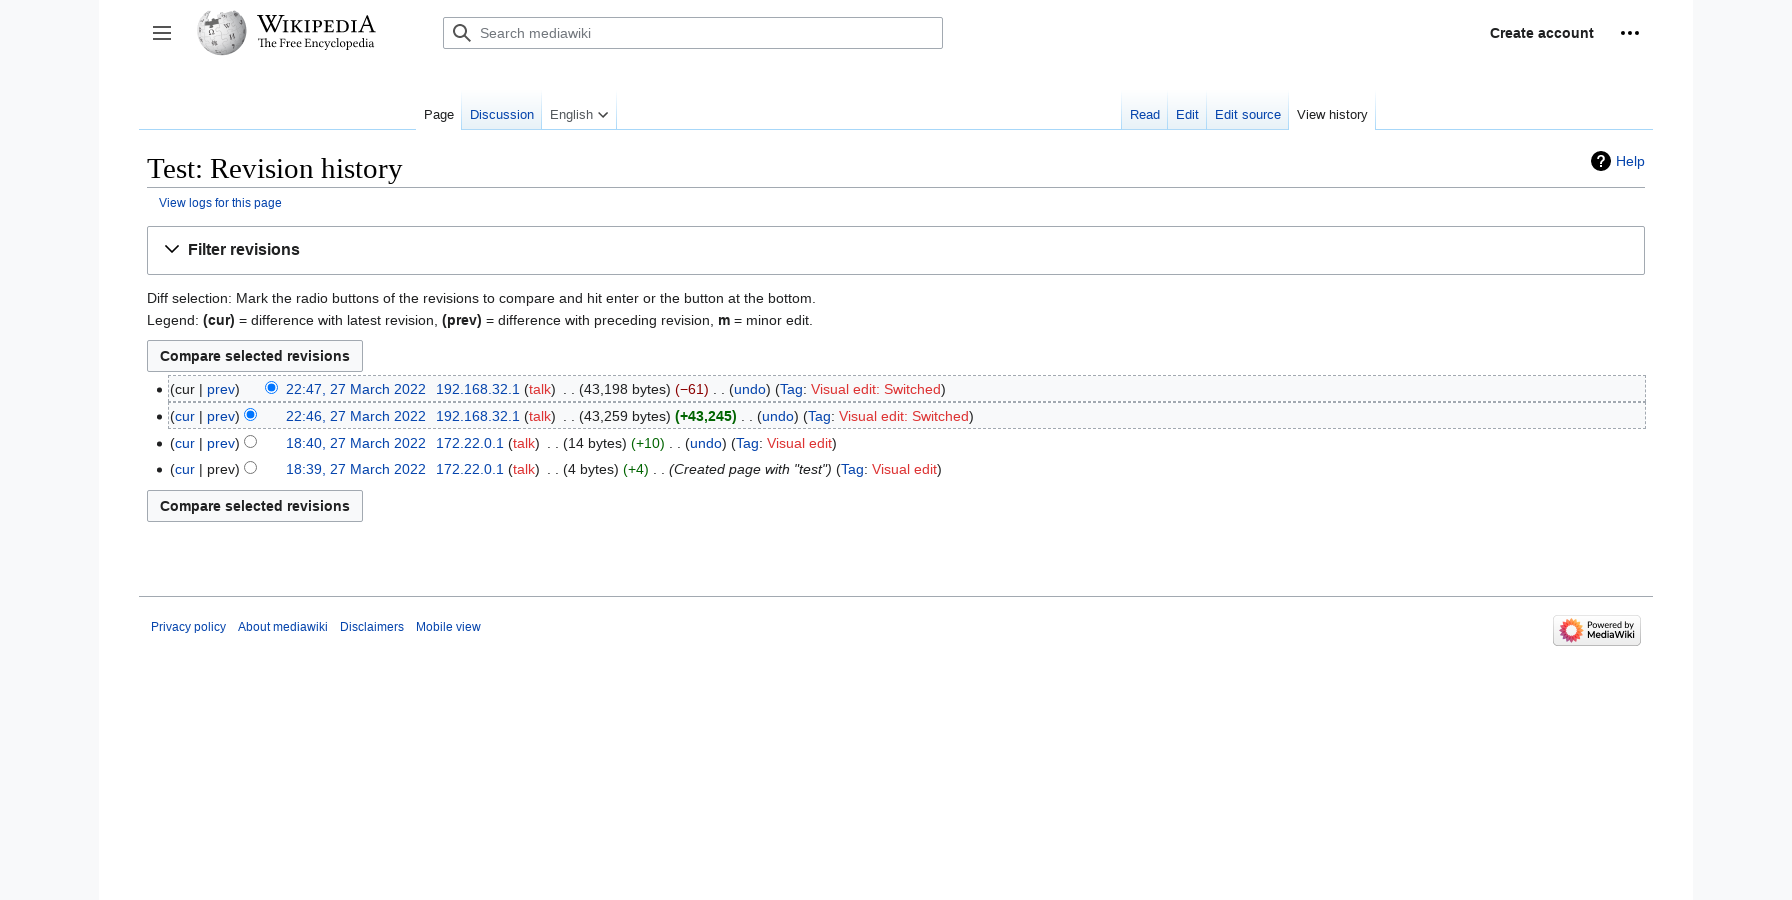 WIKIPEDIA
The Free Encyclopedia
Search mediawiki
Create account
Page Discussion English Read Edit Edit source View history
Test: Revision history
Help
View logs for this page
Filter revisions
Diff selection: Mark the radio buttons of the revisions to compare and hit enter or the button at the bottom.
Legend: (cur) = difference with latest revision, (prev) = difference with preceding revision, m = minor edit.
Compare selected revisions
(cur | prev) 22:47, 27 March 2022 192.168.32.1 (talk) . . (43,198 bytes) (−61) . . (undo) (Tag: Visual edit: Switched)
(cur | prev) 22:46, 27 March 2022 192.168.32.1 (talk) . . (43,259 bytes) (+43,245) . . (undo) (Tag: Visual edit: Switched)
(cur | prev) 18:40, 27 March 2022 172.22.0.1 (talk) . . (14 bytes) (+10) . . (undo) (Tag: Visual edit)
(cur | prev) 18:39, 27 March 2022 172.22.0.1 (talk) . . (4 bytes) (+4) . . (Created page with "test") (Tag: Visual edit)
Compare selected revisions
Privacy policy About mediawiki Disclaimers Mobile view
Powered by
MediaWiki